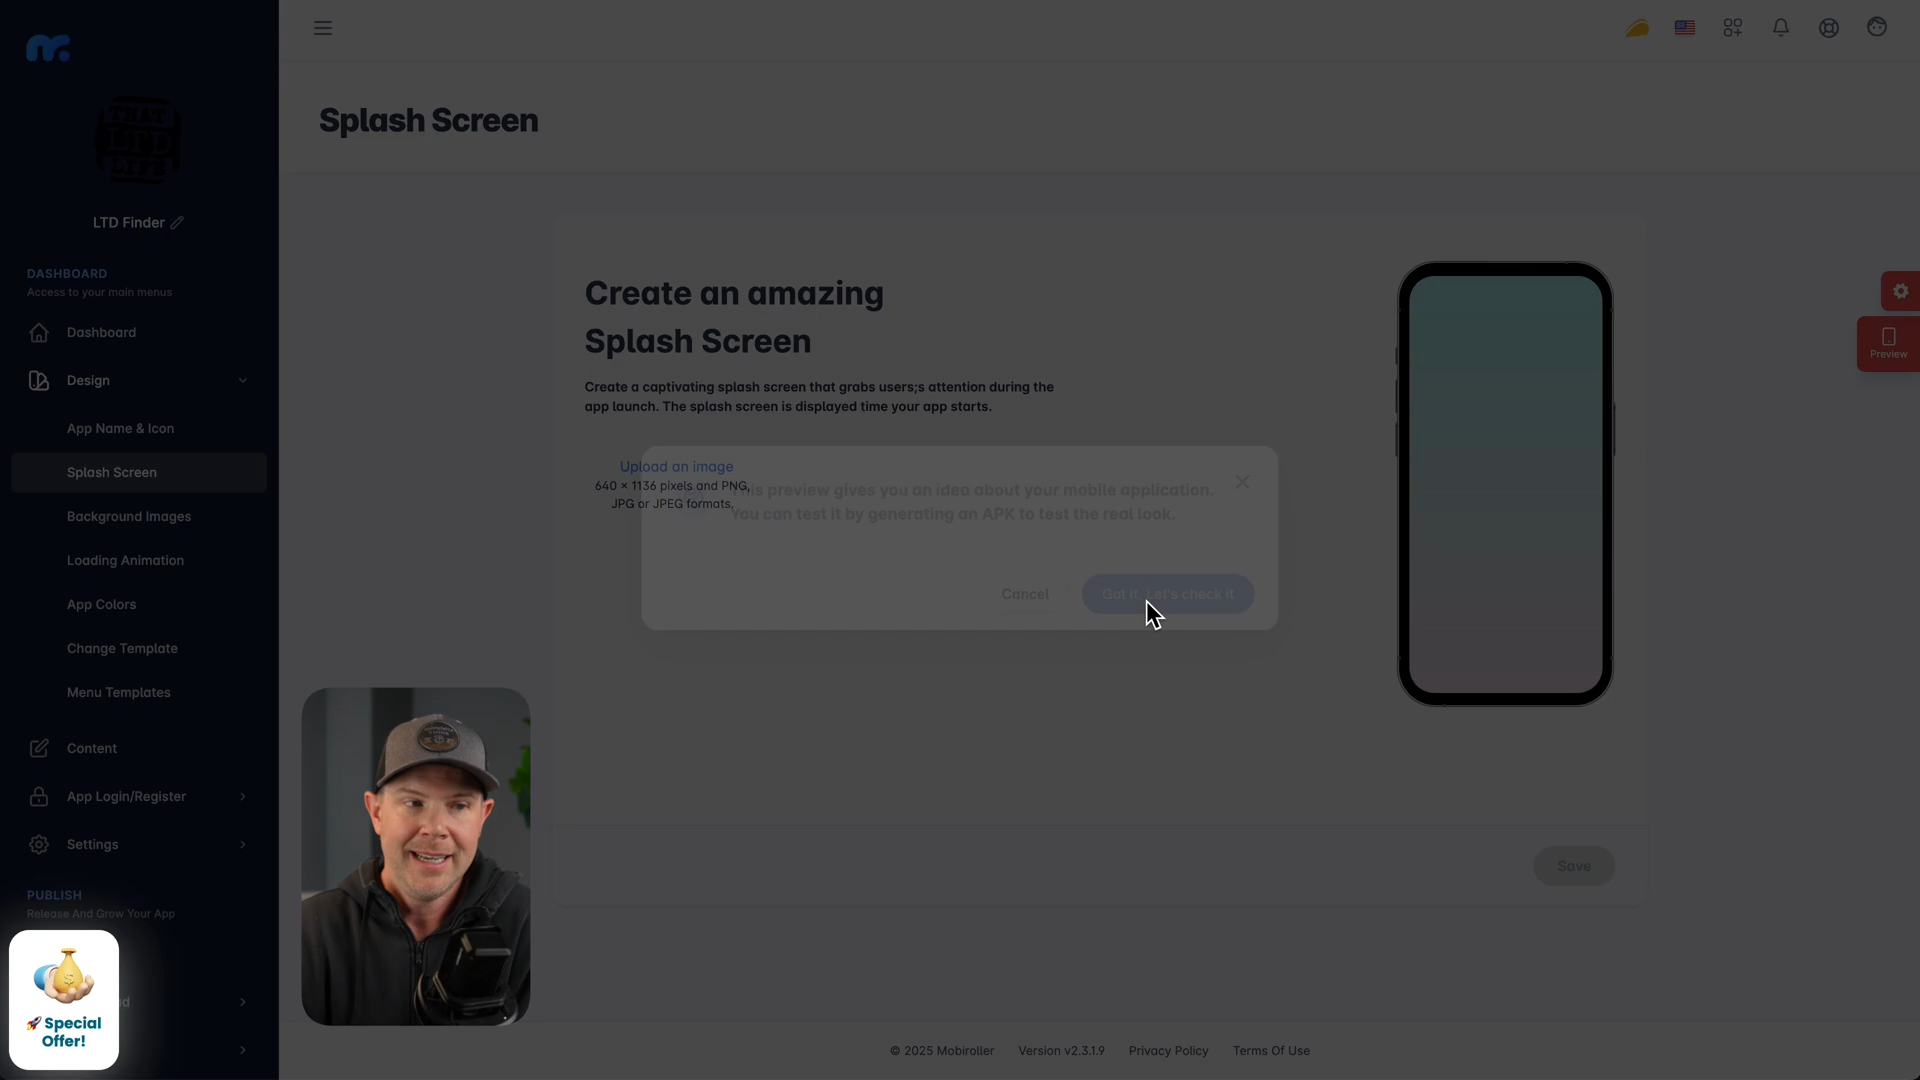 Splash Screen
THAT
LTD
LIFE
LTD Finder
DASHBOARD
Access to your main menus
Dashboard
Design
App Name & Icon
Splash Screen
Background Images
Loading Animation
App Colors
Change Template
Menu Templates
Content
App Login/Register
Settings
PUBLISH
Release And Grow Your App
🚀 Special
Offer!
Create an amazing
Splash Screen
Create a captivating splash screen that grabs users;s attention during the
app launch. The splash screen is displayed time your app starts.
Upload an image
640 x 1136 pixels and PNG,
JPG or JPEG formats,
This preview gives you an idea about your mobile application.
You can test it by generating an APK to test the real look.
Cancel
Got it, Let's check it
Preview
Save
© 2025 Mobiroller
Version v2.3.1.9
Privacy Policy
Terms Of Use